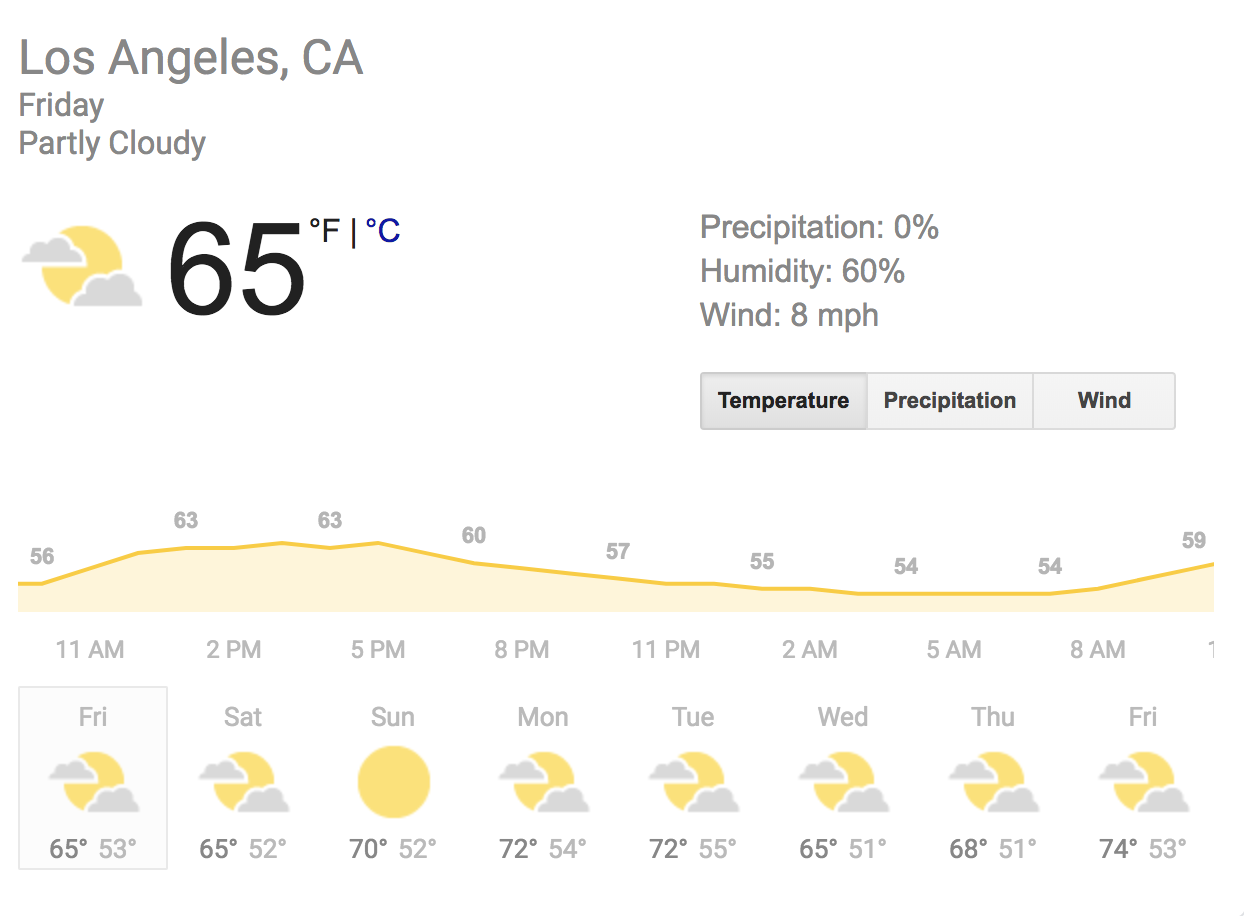 Los Angeles, CA
Friday
Partly Cloudy
65 °F | °C
Precipitation: 0%
Humidity: 60%
Wind: 8 mph
Temperature Precipitation Wind
56 63 63 60 57 55 54 54 59
11 AM 2 PM 5 PM 8 PM 11 PM 2 AM 5 AM 8 AM
Fri Sat Sun Mon Tue Wed Thu Fri
65° 53° 65° 52° 70° 52° 72° 54° 72° 55° 65° 51° 68° 51° 74° 53°